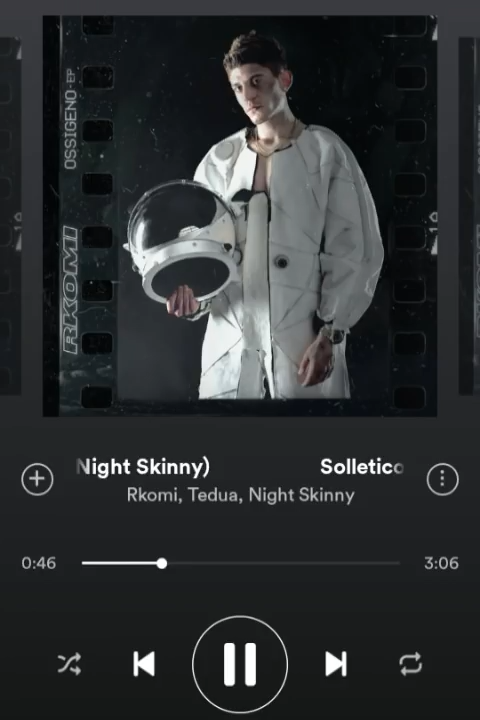 OSSIGENO-EP
RKOMI
Night Skinny) Solletico
Rkomi, Tedua, Night Skinny
0:46 3:06